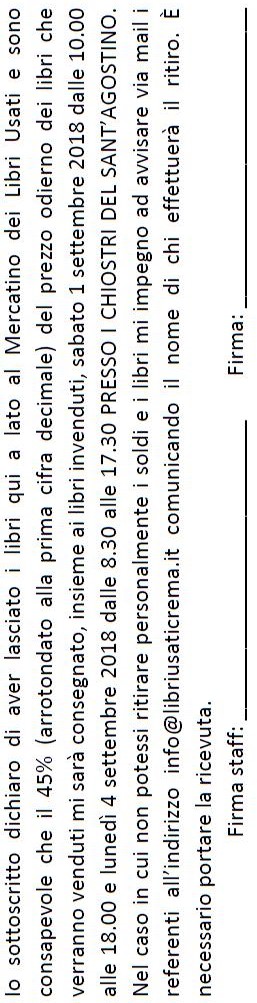 Io sottoscritto dichiaro di aver lasciato i libri qui a lato al Mercatino dei Libri Usati e sono
consapevole che il 45% (arrotondato alla prima cifra decimale) del prezzo odierno dei libri che
verranno venduti mi sarà consegnato, insieme ai libri invenduti, sabato 1 settembre 2018 dalle 10.00
alle 18.00 e lunedì 4 settembre 2018 dalle 8.30 alle 17.30 PRESSO I CHIOSTRI DEL SANT'AGOSTINO.
Nel caso in cui non potessi ritirare personalmente i soldi e i libri mi impegno ad avvisare via mail i
referenti all'indirizzo info@libriusaticrema.it comunicando il nome di chi effettuerà il ritiro. È
necessario portare la ricevuta.
Firma staff: ____________________ Firma: ____________________